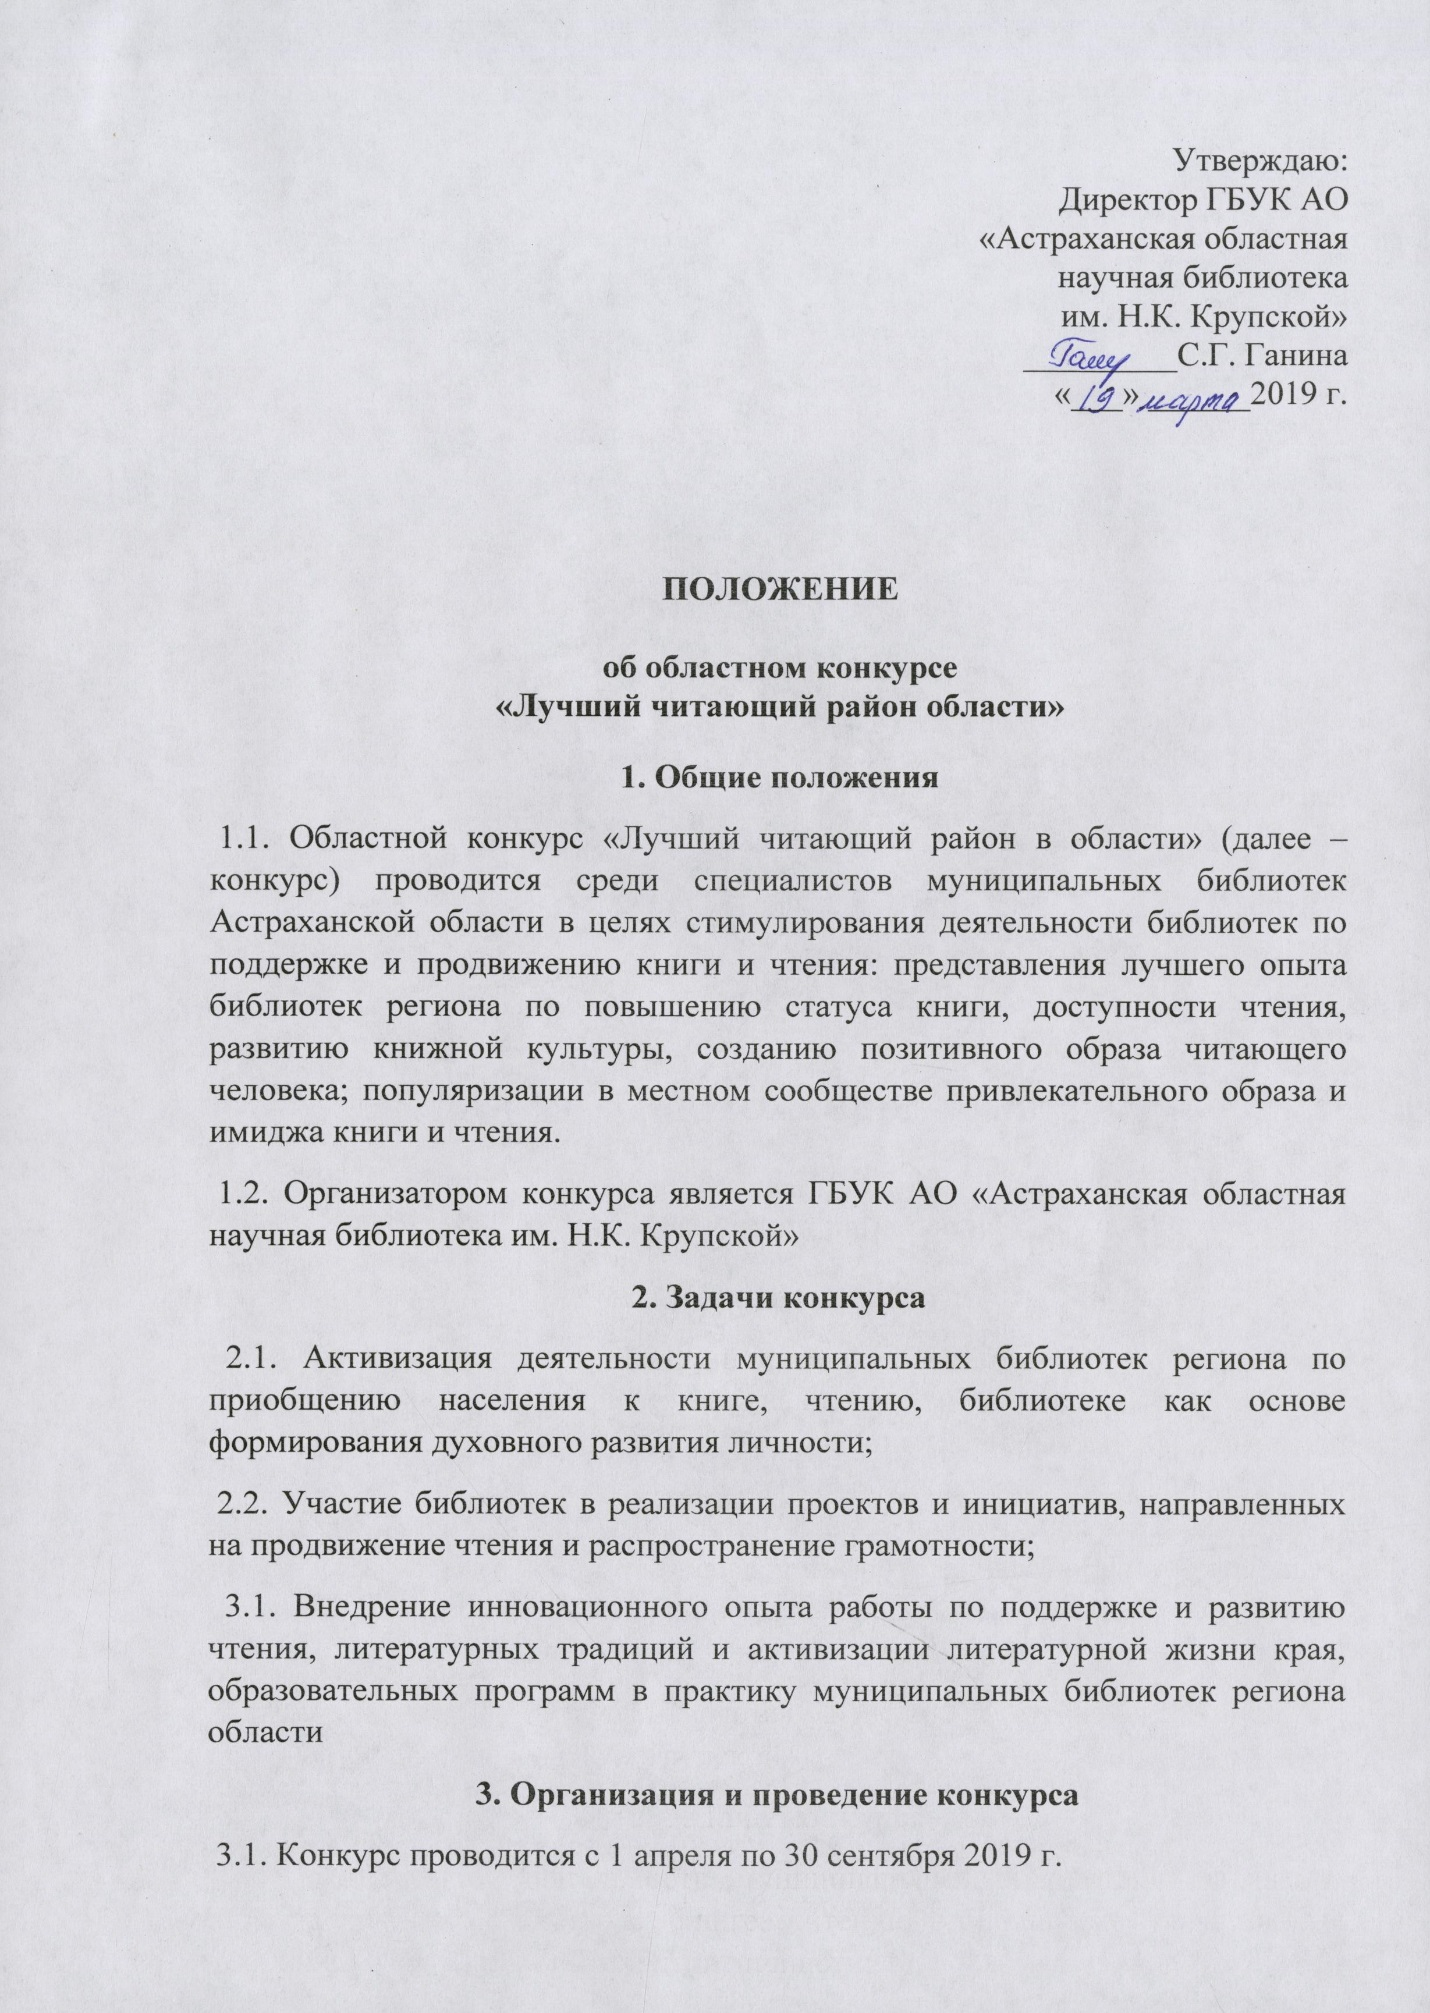 Утверждаю:
Директор ГБУК АО
«Астраханская областная
научная библиотека
им. Н.К. Крупской»
_________С.Г. Ганина
«19» марта 2019 г.
ПОЛОЖЕНИЕ
об областном конкурсе
«Лучший читающий район области»
1. Общие положения
1.1. Областной конкурс «Лучший читающий район в области» (далее –
конкурс) проводится среди специалистов муниципальных библиотек
Астраханской области в целях стимулирования деятельности библиотек по
поддержке и продвижению книги и чтения: представления лучшего опыта
библиотек региона по повышению статуса книги, доступности чтения,
развитию книжной культуры, созданию позитивного образа читающего
человека; популяризации в местном сообществе привлекательного образа и
имиджа книги и чтения.
1.2. Организатором конкурса является ГБУК АО «Астраханская областная
научная библиотека им. Н.К. Крупской»
2. Задачи конкурса
2.1. Активизация деятельности муниципальных библиотек региона по
приобщению населения к книге, чтению, библиотеке как основе
формирования духовного развития личности;
2.2. Участие библиотек в реализации проектов и инициатив, направленных
на продвижение чтения и распространение грамотности;
3.1. Внедрение инновационного опыта работы по поддержке и развитию
чтения, литературных традиций и активизации литературной жизни края,
образовательных программ в практику муниципальных библиотек региона
области
3. Организация и проведение конкурса
3.1. Конкурс проводится с 1 апреля по 30 сентября 2019 г.